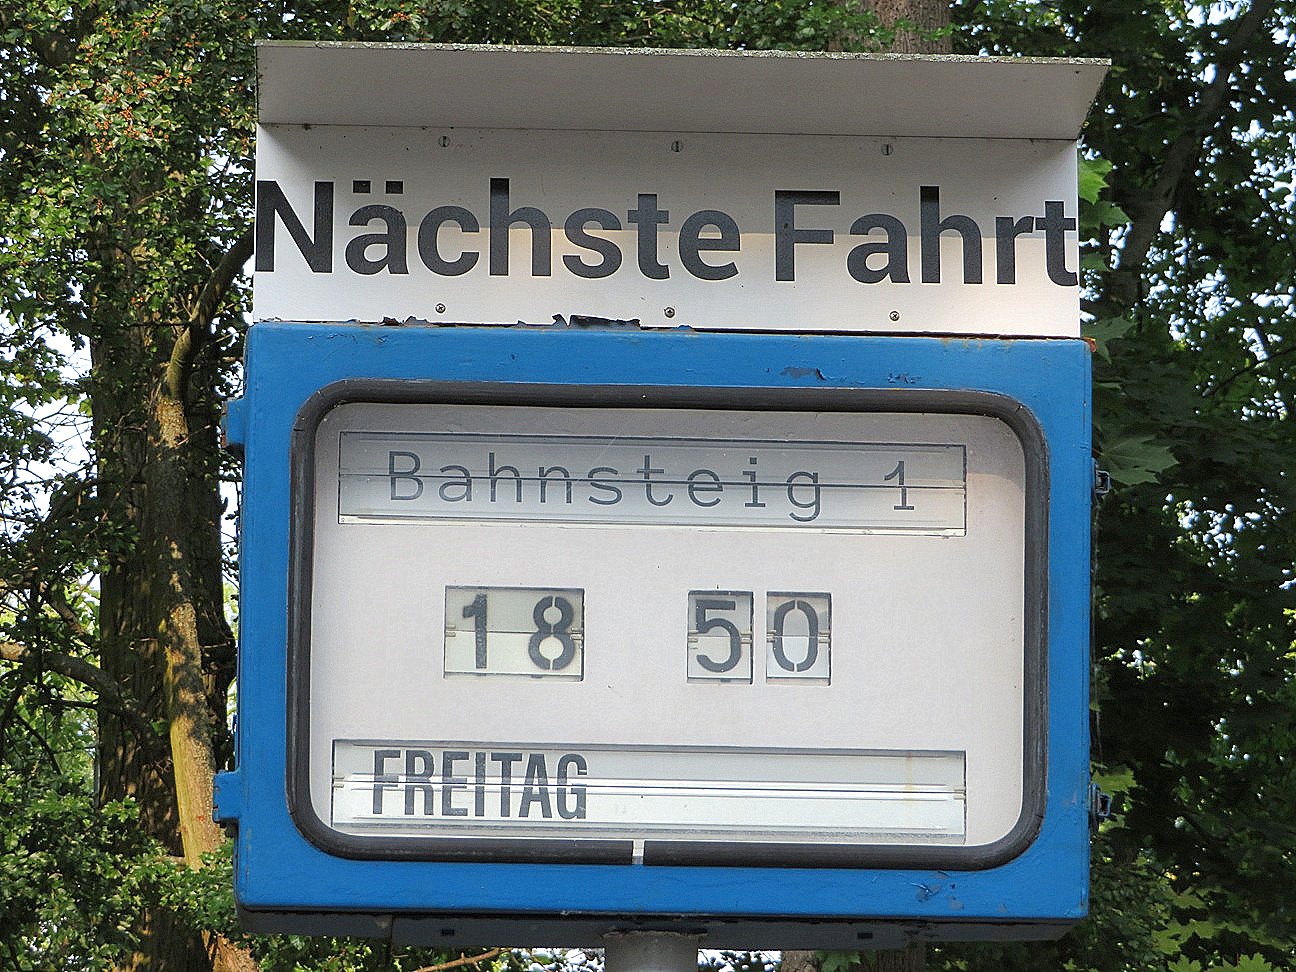 Nächste Fahrt
Bahnsteig 1
18 50
FREITAG